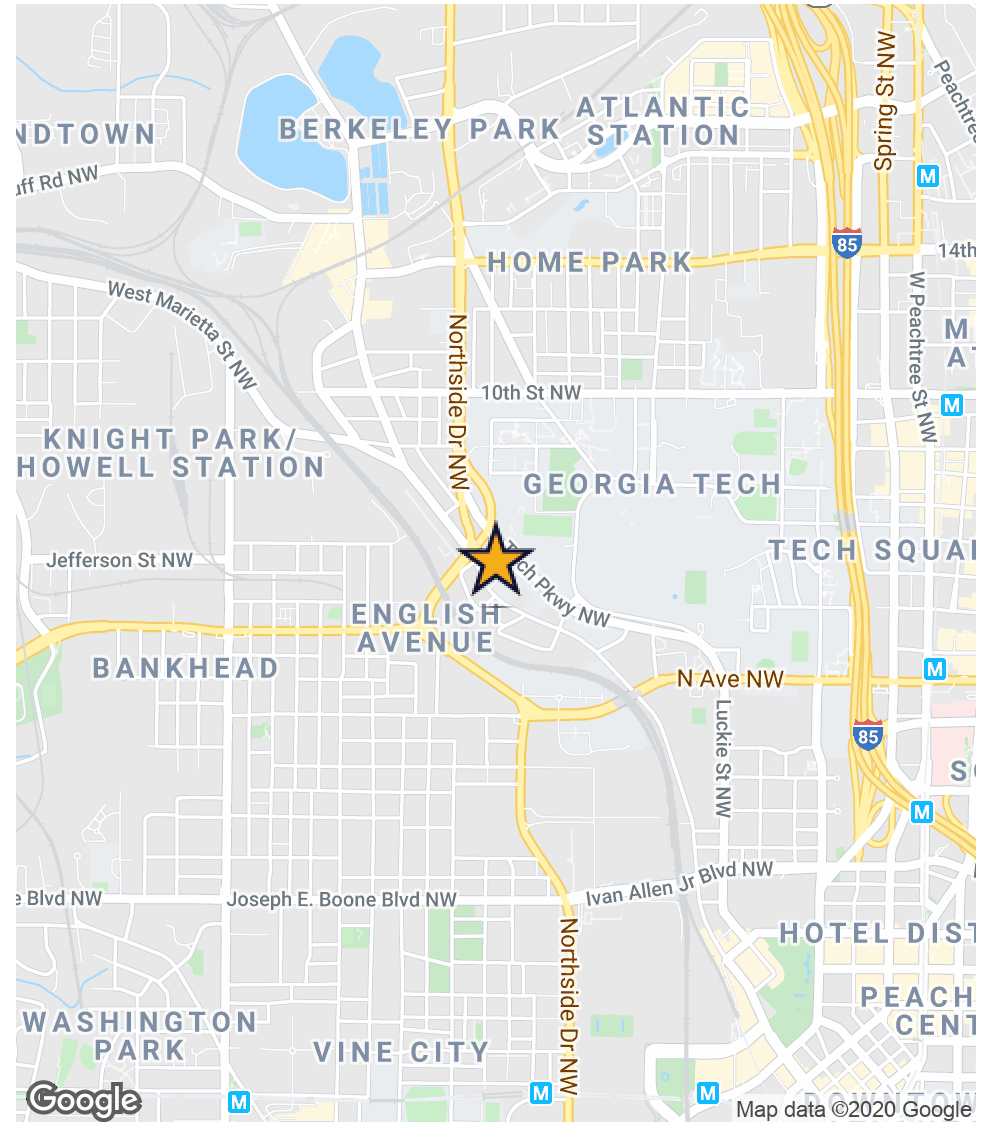 Spring St NW
Peachtree
ATLANTIC
STATION
BERKELEY PARK
NDTOWN
M
uff Rd NW
85
14th
HOME PARK
West Marietta St NW
Northside Dr NW
W Peachtree St NW
M
A
10th St NW
M
KNIGHT PARK/
HOWELL STATION
GEORGIA TECH
TECH SQUA
Jefferson St NW
Tech Pkwy NW
ENGLISH
AVENUE
BANKHEAD
M
N Ave NW
Luckie St NW
85
S
M
Ivan Allen Jr Blvd NW
e Blvd NW
Joseph E. Boone Blvd NW
Northside Dr NW
HOTEL DIST
PEACH
CENT
WASHINGTON
PARK
VINE CITY
M
M
M
DOWNTOW
Google
Map data ©2020 Google